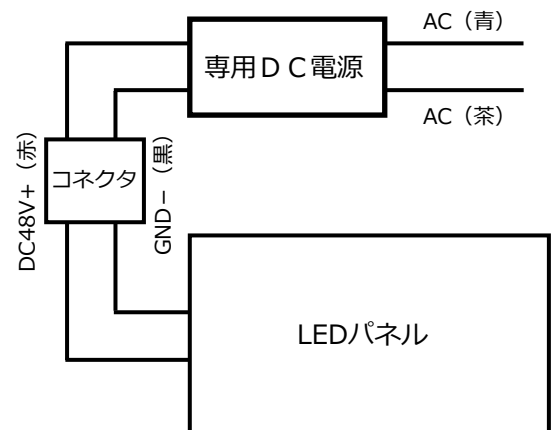 AC（青）
専用ＤＣ電源
AC（茶）
DC48V+（赤）
コネクタ
GND－（黒）
LEDパネル